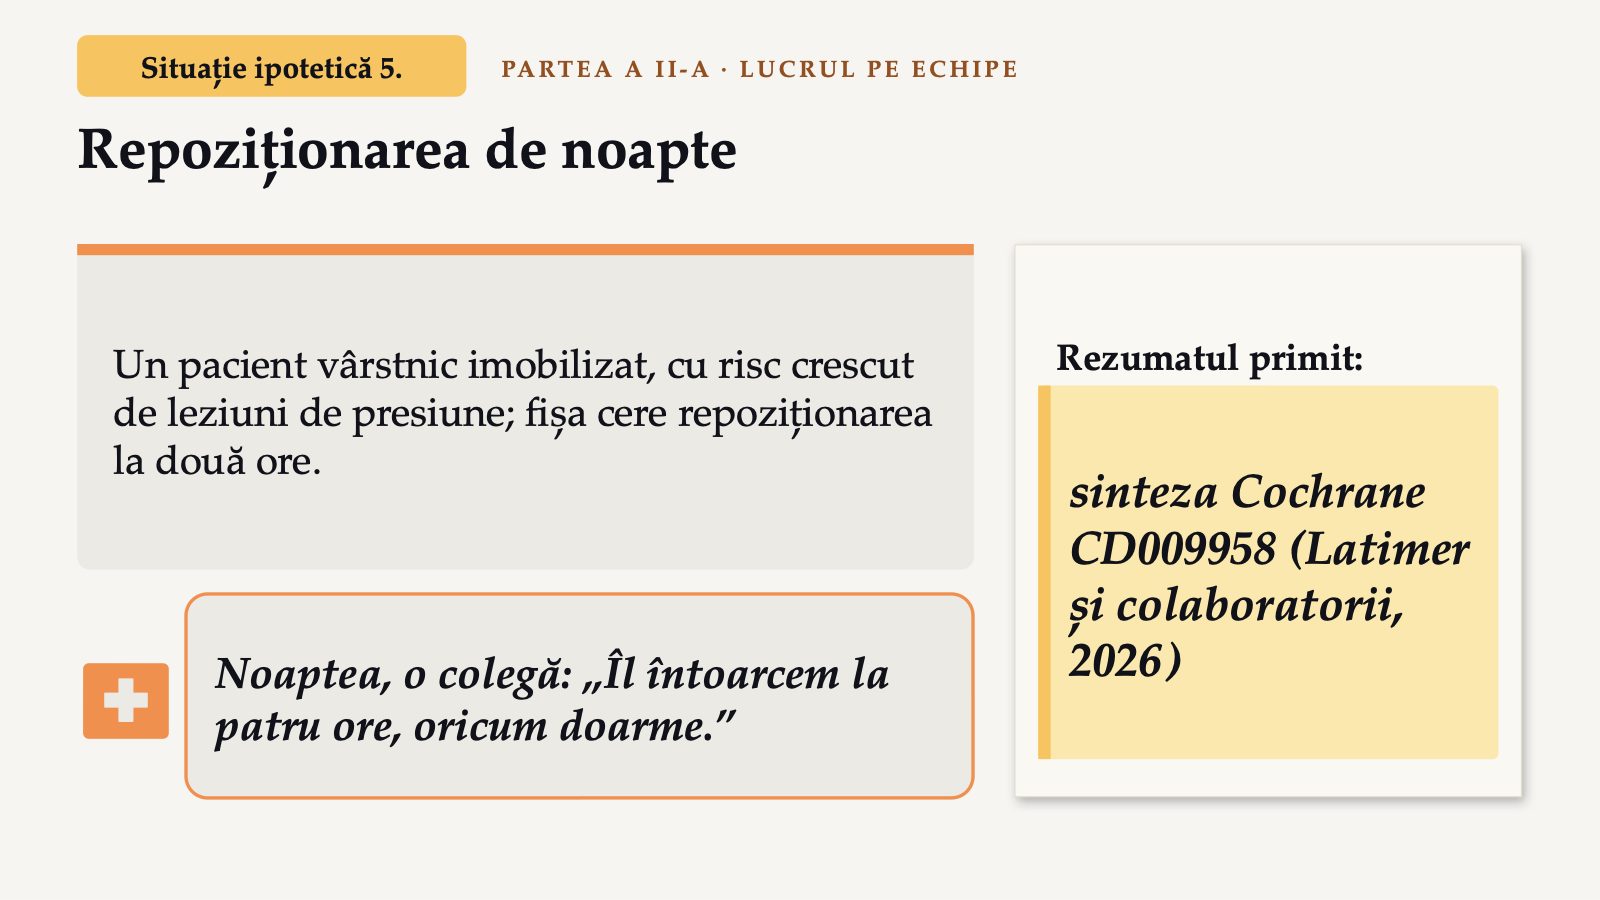 Situație ipotetică 5.
PARTEA A II-A · LUCRUL PE ECHIPE
Repoziționarea de noapte
Un pacient vârstnic imobilizat, cu risc crescut
de leziuni de presiune; fișa cere repoziționarea
la două ore.
Noaptea, o colegă: „Îl întoarcem la
patru ore, oricum doarme.”
Rezumatul primit:
sinteza Cochrane
CD009958 (Latimer
și colaboratorii,
2026)